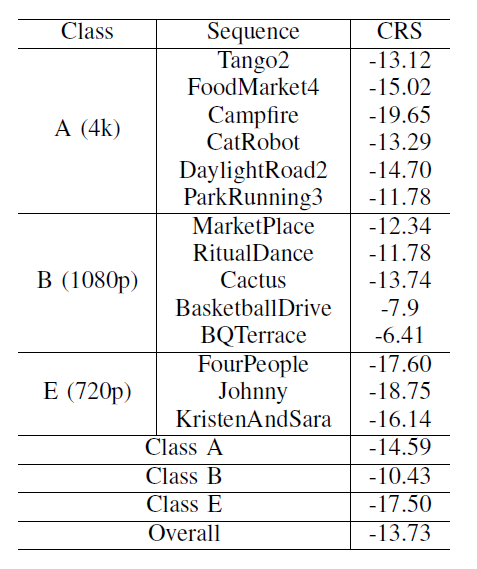 Class Sequence CRS
A (4k)
Tango2 -13.12
FoodMarket4 -15.02
Campfire -19.65
CatRobot -13.29
DaylightRoad2 -14.70
ParkRunning3 -11.78
B (1080p)
MarketPlace -12.34
RitualDance -11.78
Cactus -13.74
BasketballDrive -7.9
BQTerrace -6.41
E (720p)
FourPeople -17.60
Johnny -18.75
KristenAndSara -16.14
Class A -14.59
Class B -10.43
Class E -17.50
Overall -13.73